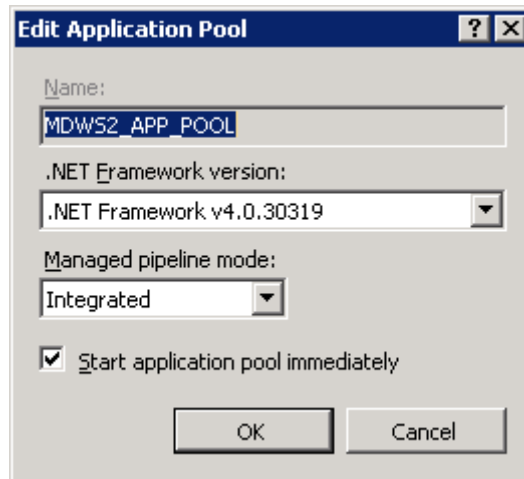 Edit Application Pool
Name:
MDWS2_APP_POOL
.NET Framework version:
.NET Framework v4.0.30319
Managed pipeline mode:
Integrated
Start application pool immediately
OK Cancel